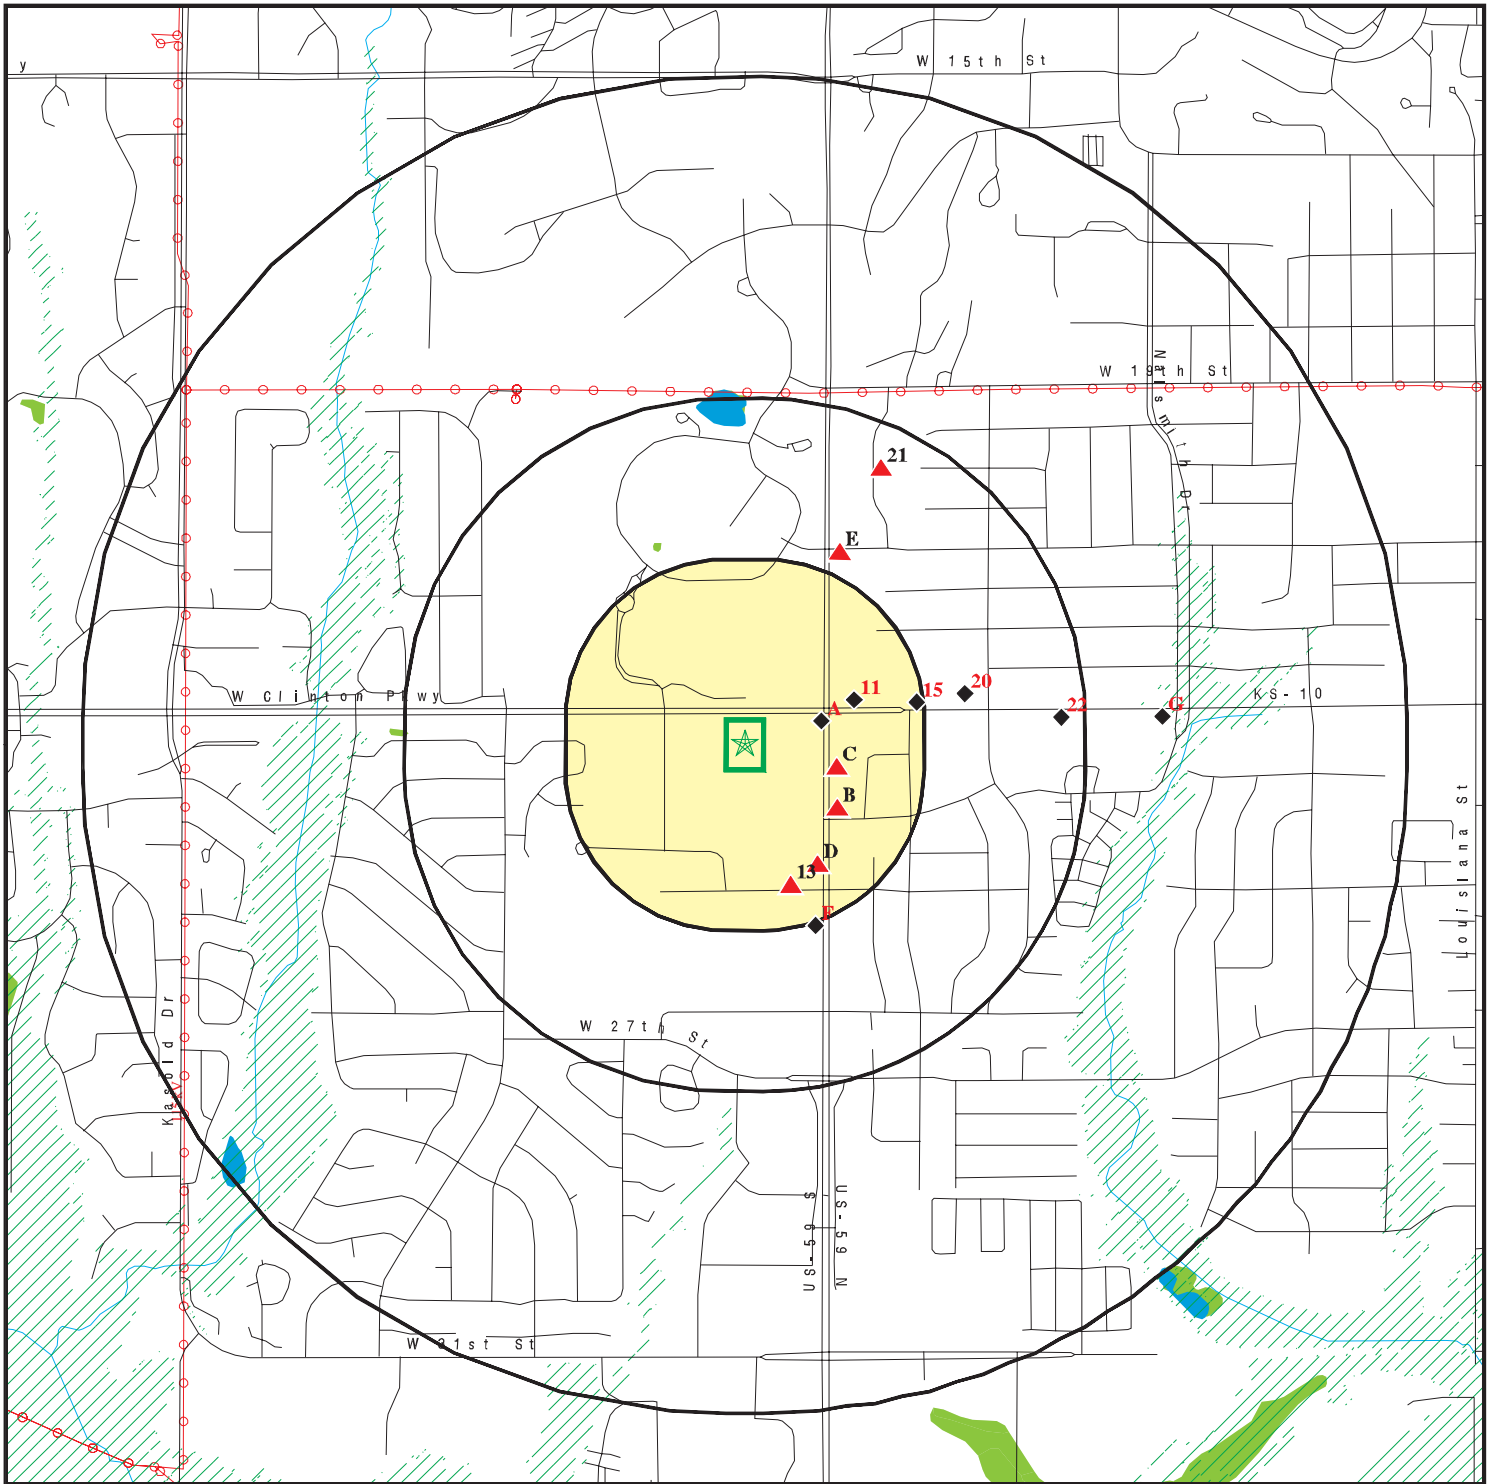 W 15th St
y
W 19th St
Naismith Dr
21
E
KS-10
W Clinton Pkwy
11
15
20
A
22
G
C
B
D
13
F
Louisiana St
W 27th St
Kasold Dr
US-59 S
US-59 N
W 31st St